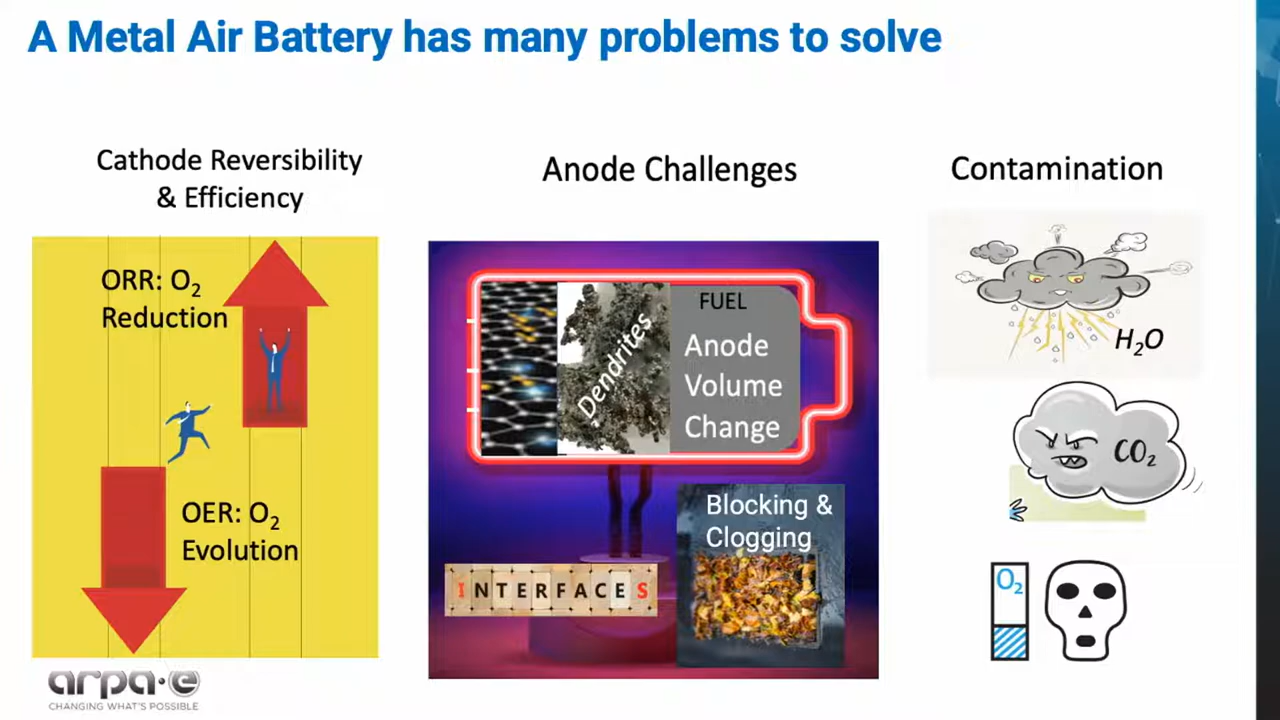 A Metal Air Battery has many problems to solve
Cathode Reversibility
& Efficiency
ORR: O₂
Reduction
OER: O₂
Evolution
Anode Challenges
Dendrites
FUEL
Anode
Volume
Change
Blocking &
Clogging
INTERFACES
Contamination
H₂O
CO₂
O₂
arpa·e
CHANGING WHAT'S POSSIBLE